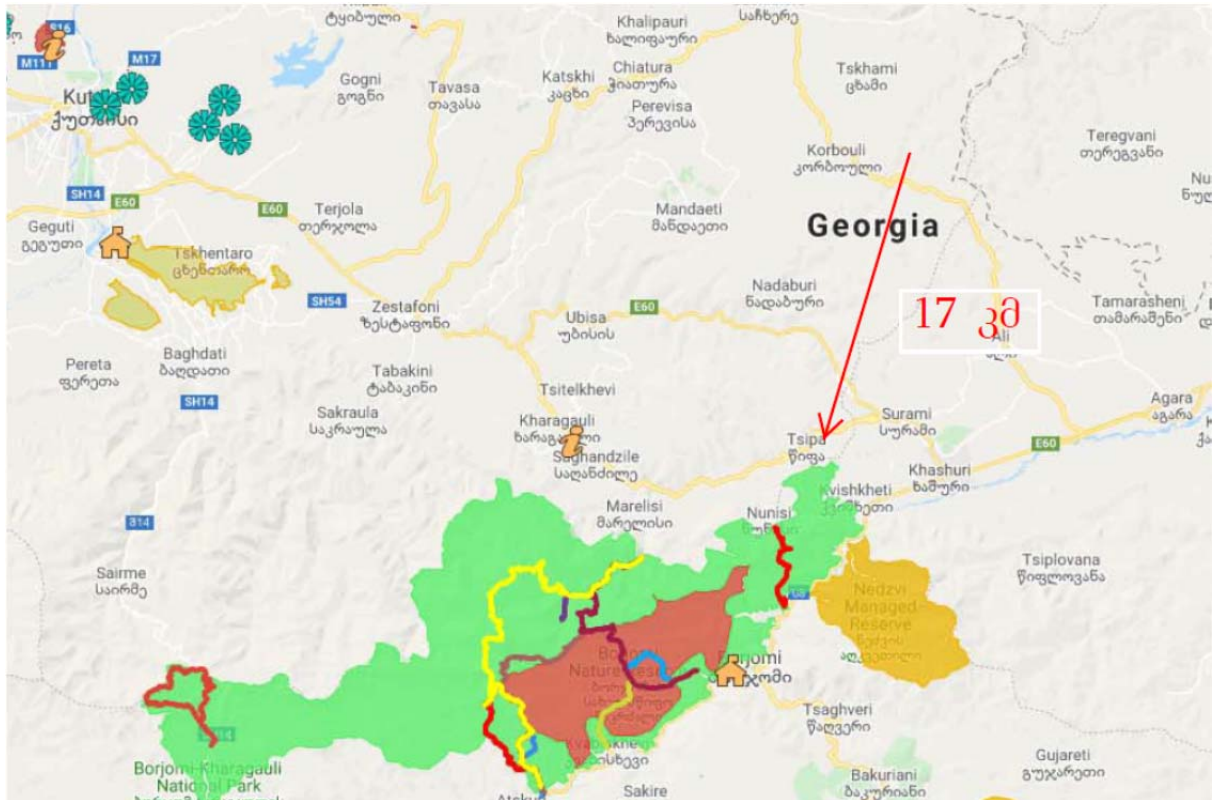 ტყიბული
საჩხერე
Khalipauri
ხალიფაური
M17
Gogni
გოგნი
Tavasa
თავასა
Katskhi
კაცხი
Chiatura
ჭიათურა
Perevisa
პერევისა
Tskhami
ცხამი
Teregvani
თერეგვანი
ქუთაისი
Korbouli
კორბოული
SH14
E60
E60
Geguti
გეგუთი
Terjola
თერჯოლა
Mandaeti
მანდაეთი
Georgia
Tskhentaro
ცხენთარო
SH54
Zestafoni
ზესტაფონი
Ubisa
უბისის
E60
Nadaburi
ნადაბური
17 კმ
Ali
Tamarasheni
თამარაშენი
Pereta
ფერეთა
Baghdati
ბაღდათი
SH14
Tabakini
ტაბაკინი
Tsitelkhevi
Sakraula
საკრაულა
Kharagauli
Saghandzile
საღანძილე
Tsipa
წიფა
Surami
სურამი
E60
Agara
აგარა
Khashuri
ხაშური
Kvishkheti
Marelisi
მარელისი
Nunisi
Sairme
საირმე
Tsiplovana
წიფლოვანა
Nedzvi
Managed
Reserve
ნეძვის
Borjomi
Tsaghveri
წაღვერი
Borjomi-Kharagauli
National Park
Sakire
Bakuriani
ბაკურიანი
Gujareti
გუჯარეთი